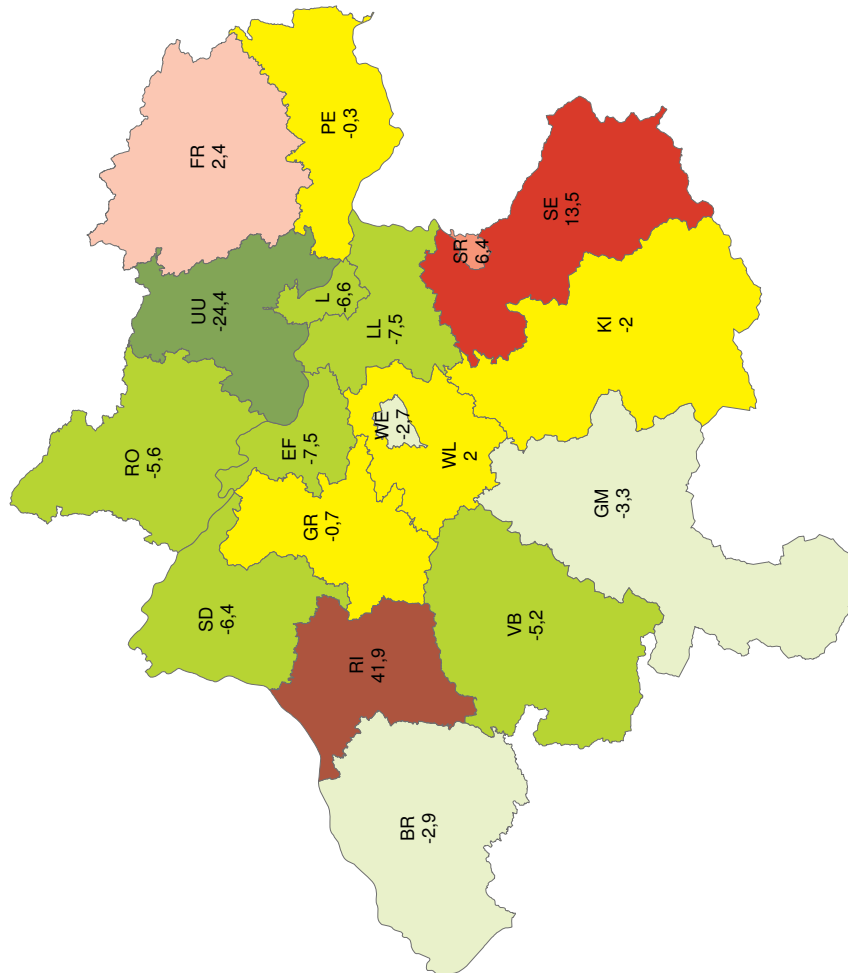 RO
-5,6
SD
-6,4
UU
-24,4
FR
2,4
EF
-7,5
GR
-0,7
L
-6,6
PE
-0,3
RI
41,9
LL
-7,5
WE
-2,7
BR
-2,9
WL
2
SR
6,4
VB
-5,2
SE
13,5
GM
-3,3
KI
-2